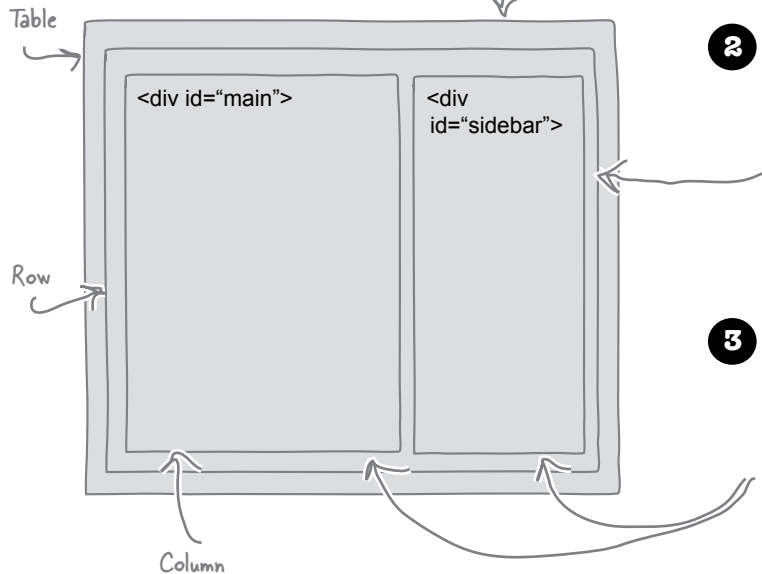 Table
2
<div id=“main”>
<div
id=“sidebar”>
Row
3
Column